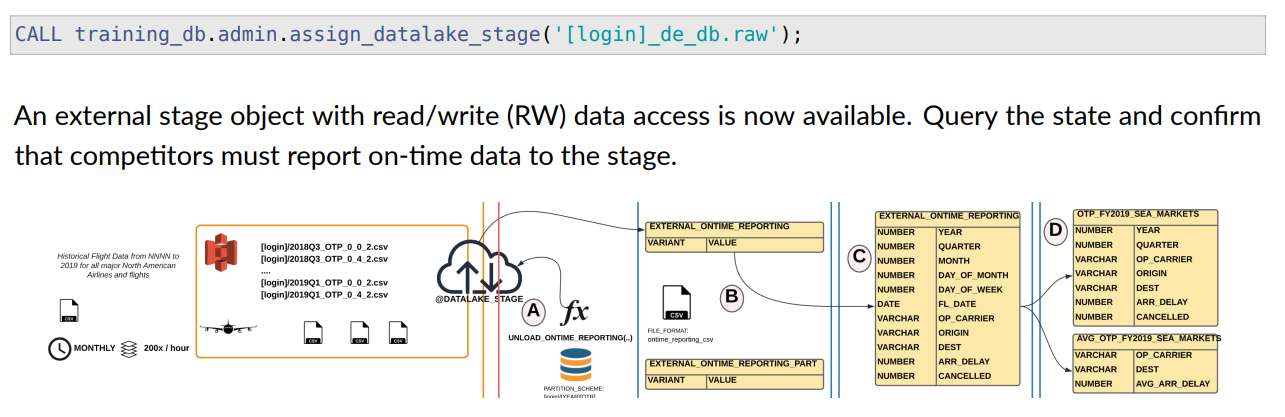 CALL training_db.admin.assign_datalake_stage('[login]_de_db.raw');
An external stage object with read/write (RW) data access is now available. Query the state and confirm
that competitors must report on-time data to the stage.
Historical Flight Data from NNNN to
2019 for all major North American
Airlines and flights
CSV
MONTHLY
200x / hour
[login]/2018Q3_OTP_0_0_2.csv
[login]/2018Q3_OTP_0_4_2.csv
....
[login]/2019Q1_OTP_0_0_2.csv
[login]/2019Q1_OTP_0_4_2.csv
CSV
CSV
CSV
@DATALAKE_STAGE
A
fx
UNLOAD_ONTIME_REPORTING(..)
PARTITION_SCHEME:
EXTERNAL_ONTIME_REPORTING
VARIANT VALUE
CSV
B
FILE_FORMAT:
ontime_reporting_csv
EXTERNAL_ONTIME_REPORTING_PART
VARIANT VALUE
C
EXTERNAL_ONTIME_REPORTING
NUMBER YEAR
NUMBER QUARTER
NUMBER MONTH
NUMBER DAY_OF_MONTH
NUMBER DAY_OF_WEEK
DATE FL_DATE
VARCHAR OP_CARRIER
VARCHAR ORIGIN
VARCHAR DEST
NUMBER ARR_DELAY
NUMBER CANCELLED
D
OTP_FY2019_SEA_MARKETS
NUMBER YEAR
NUMBER QUARTER
VARCHAR OP_CARRIER
VARCHAR ORIGIN
VARCHAR DEST
NUMBER ARR_DELAY
NUMBER CANCELLED
AVG_OTP_FY2019_SEA_MARKETS
VARCHAR OP_CARRIER
VARCHAR DEST
NUMBER AVG_ARR_DELAY